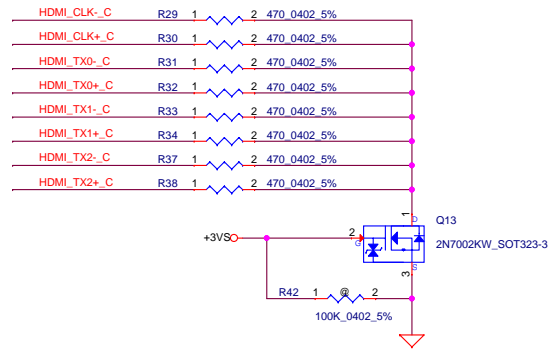 HDMI_CLK-_C R29 1 2 470_0402_5%
HDMI_CLK+_C R30 1 2 470_0402_5%
HDMI_TX0-_C R31 1 2 470_0402_5%
HDMI_TX0+_C R32 1 2 470_0402_5%
HDMI_TX1-_C R33 1 2 470_0402_5%
HDMI_TX1+_C R34 1 2 470_0402_5%
HDMI_TX2-_C R37 1 2 470_0402_5%
HDMI_TX2+_C R38 1 2 470_0402_5%
1 D Q13
+3VS 2 G 2N7002KW_SOT323-3
S
3
R42 1 @ 2
100K_0402_5%